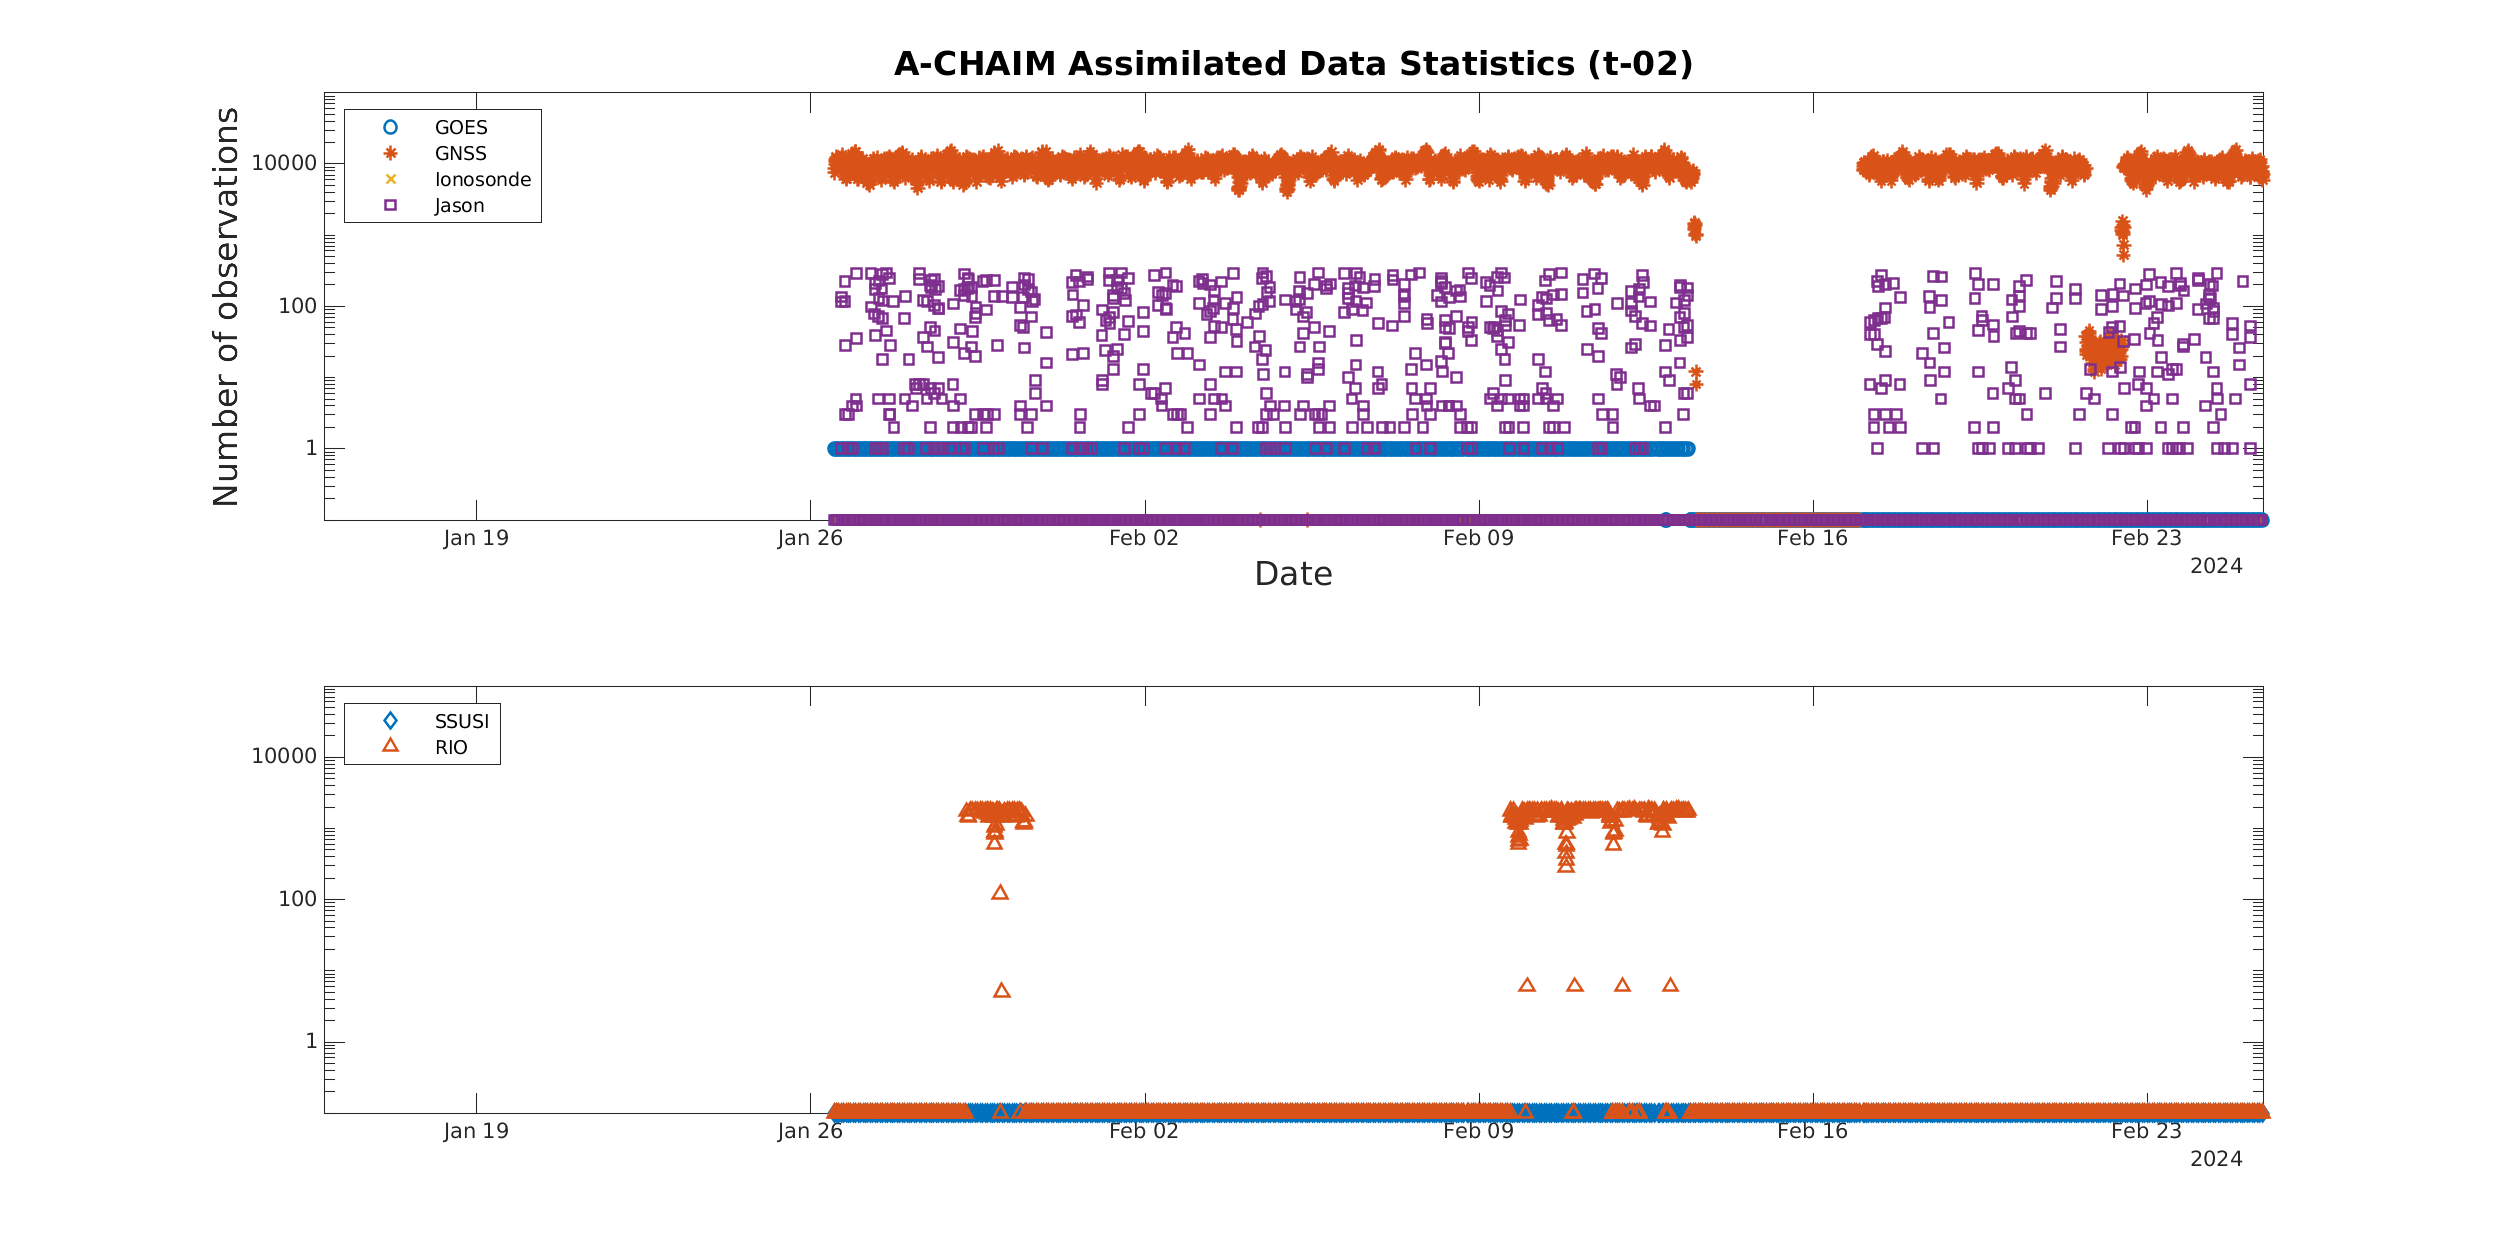 A-CHAIM Assimilated Data Statistics (t-02)
Number of observations
10000
100
1
GOES
GNSS
Ionosonde
Jason
Jan 19
Jan 26
Feb 02
Feb 09
Feb 16
Feb 23
2024
Date
10000
100
1
SSUSI
RIO
Jan 19
Jan 26
Feb 02
Feb 09
Feb 16
Feb 23
2024